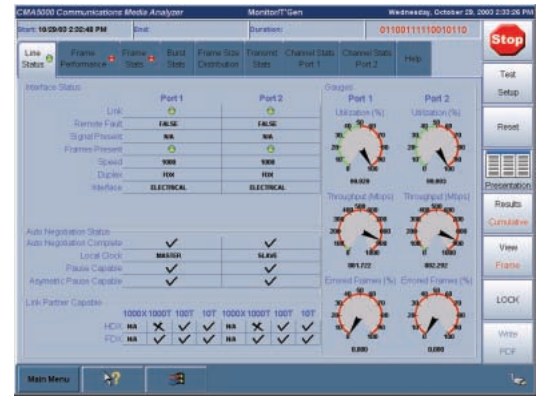 CMA5000 Communications Media Analyzer Monitor/T'Gen Wednesday, October 29, 2003 2:33:26 PM
Start: 10/29/03 2:32:48 PM End: Duration: 01100111110010110
Stop
Line Status Frame Performance Frame Stats Burst Stats Frame Size Distribution Transmit Stats Channel Stats Port 1 Channel Stats Port 2 Help
Test Setup
Reset
Presentation
Results
Cumulative
View
Frame
LOCK
Write
PDF
Interface Status
Port 1 Port 2
Link
Remote Fault FALSE FALSE
Signal Present N/A N/A
Frames Present
Speed 1000 1000
Duplex FDX FDX
Interface ELECTRICAL ELECTRICAL
Auto Negotiation Status
Auto Negotiation Complete
Local Clock MASTER SLAVE
Pause Capable
Asymetric Pause Capable
Link Partner Capable
1000X 1000T 100T 10T 1000X 1000T 100T 10T
HDX N/A N/A
FDX N/A N/A
Gauges
Port 1 Port 2
Utilization (%) Utilization (%)
Throughput (Mbps) Throughput (Mbps)
Errored Frames (%) Errored Frames (%)
0.000 0.000
Main Menu